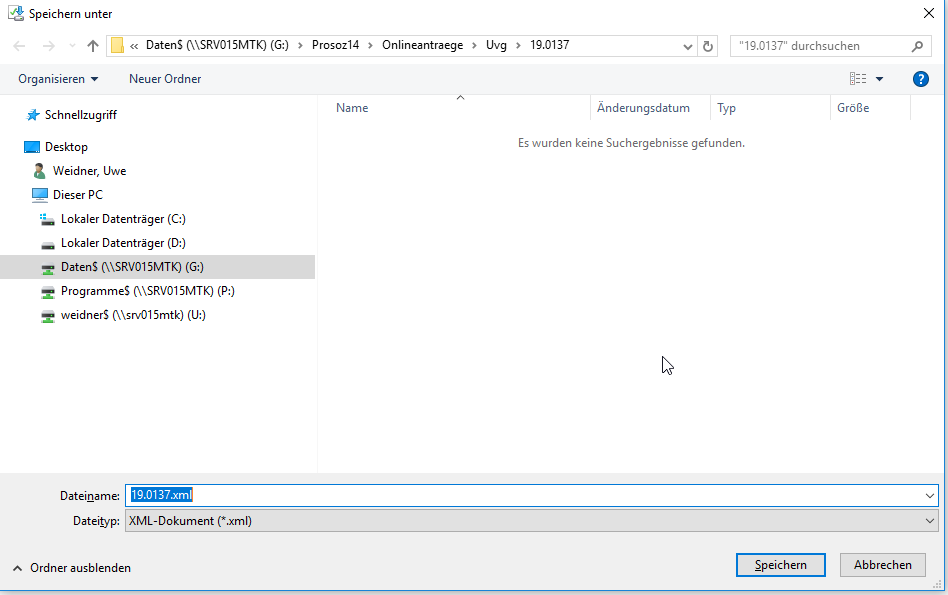 Speichern unter
« Daten$ (\\SRV015MTK) (G:) › Prosoz14 › Onlineantraege › Uvg › 19.0137
"19.0137" durchsuchen
Organisieren
Neuer Ordner
?
Name
Änderungsdatum
Typ
Größe
Es wurden keine Suchergebnisse gefunden.
Schnellzugriff
Desktop
Weidner, Uwe
Dieser PC
Lokaler Datenträger (C:)
Lokaler Datenträger (D:)
Daten$ (\\SRV015MTK) (G:)
Programme$ (\\SRV015MTK) (P:)
weidner$ (\\srv015mtk) (U:)
Dateiname: 19.0137.xml
Dateityp: XML-Dokument (*.xml)
Ordner ausblenden
Speichern
Abbrechen